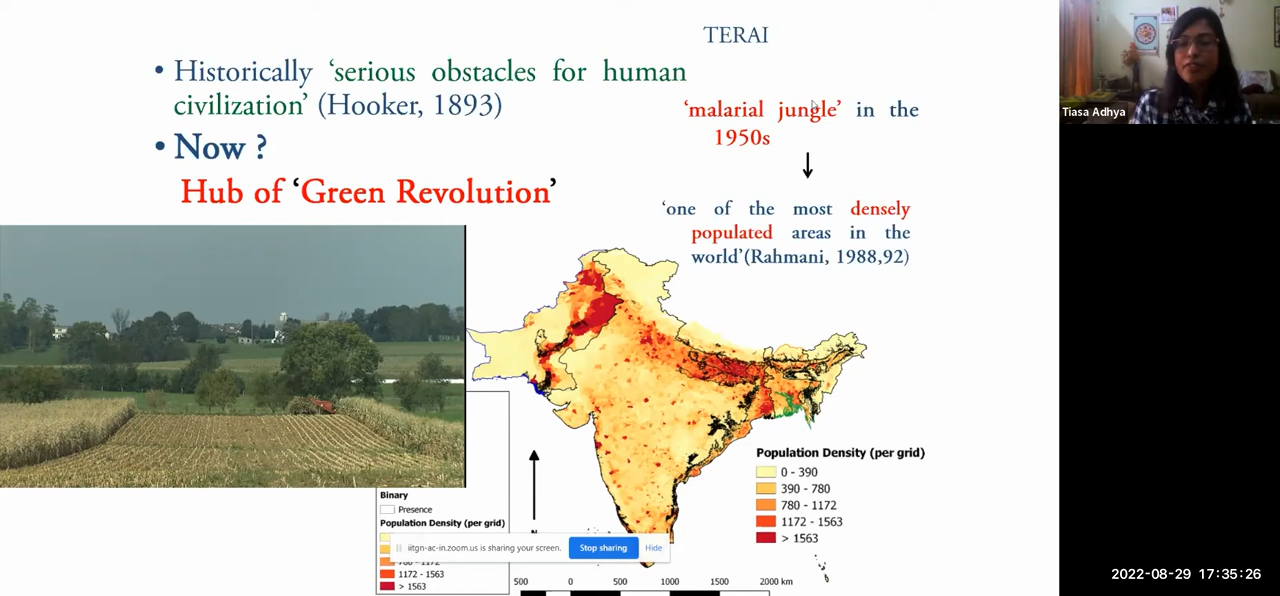 TERAI
• Historically ‘serious obstacles for human
civilization’ (Hooker, 1893)
• Now ?
Hub of ‘Green Revolution’
‘malarial jungle’ in the
1950s
‘one of the most densely
populated areas in the
world’(Rahmani, 1988,92)
Tiasa Adhya
Population Density (per grid)
0 - 390
390 - 780
780 - 1172
1172 - 1563
> 1563
Binary
Presence
Population Density (per grid)
1172 - 1563
> 1563
iitgn-ac-in.zoom.us is sharing your screen.
Stop sharing
Hide
500 0 500 1000 1500 2000 km
2022-08-29 17:35:26